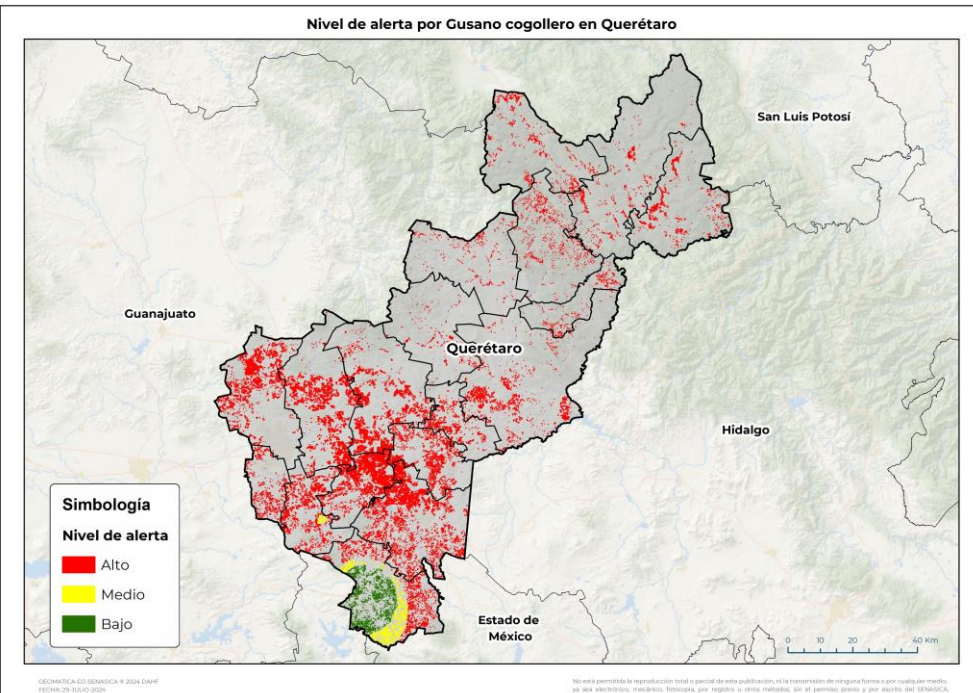 Nivel de alerta por Gusano cogollero en Querétaro
San Luis Potosí
Guanajuato
Querétaro
Hidalgo
Simbología
Nivel de alerta
Alto
Medio
Bajo
Estado de
México
0 10 20 40 Km
GEOMATICA-DJ-SENASICA © 2024 DAHF
FECHA: 29-JULIO-2024
No está permitida la reproducción total o parcial de esta publicación, ni la transmisión de ninguna forma o por cualquier medio,
ya sea electrónico, mecánico, fotocopia, por registro u otros métodos, sin el permiso previo y por escrito del SENASICA.